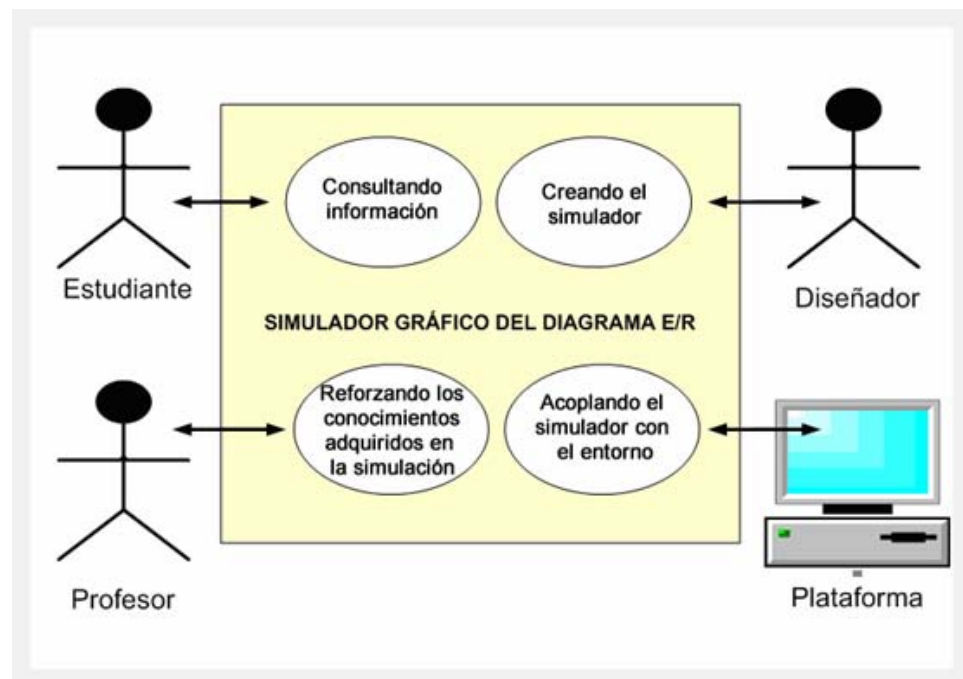 Consultando
información
Creando el
simulador
Estudiante
Diseñador
SIMULADOR GRÁFICO DEL DIAGRAMA E/R
Reforzando los
conocimientos
adquiridos en
la simulación
Acoplando el
simulador con
el entorno
Profesor
Plataforma